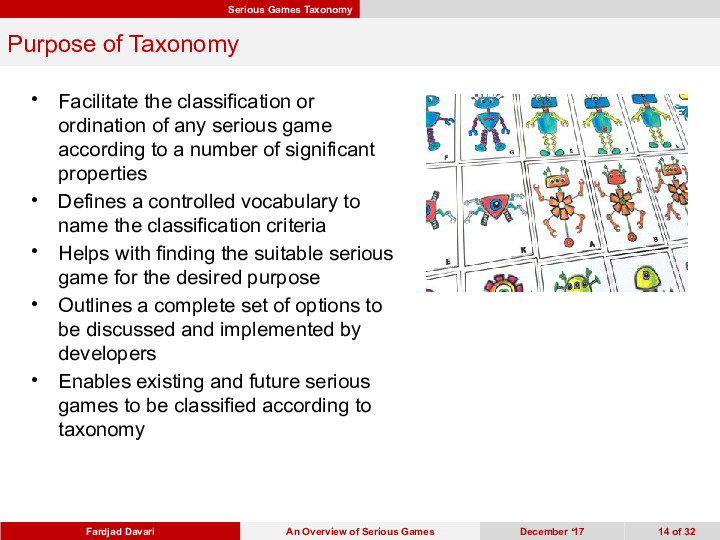 Serious Games Taxonomy
Purpose of Taxonomy
• Facilitate the classification or
ordination of any serious game
according to a number of significant
properties
• Defines a controlled vocabulary to
name the classification criteria
• Helps with finding the suitable serious
game for the desired purpose
• Outlines a complete set of options to
be discussed and implemented by
developers
• Enables existing and future serious
games to be classified according to
taxonomy
E
K
A
B
Fardjad Davari
An Overview of Serious Games
December ‘17
14 of 32